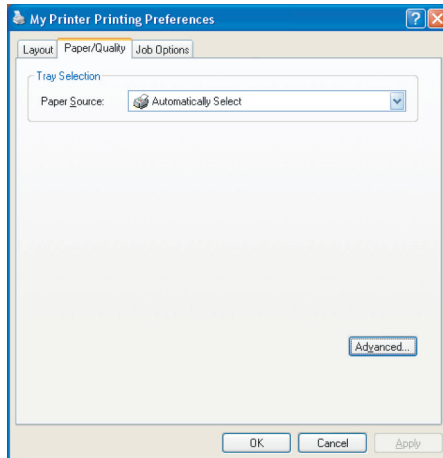 My Printer Printing Preferences
Layout Paper/Quality Job Options
Tray Selection
Paper Source: Automatically Select
Advanced...
OK Cancel Apply